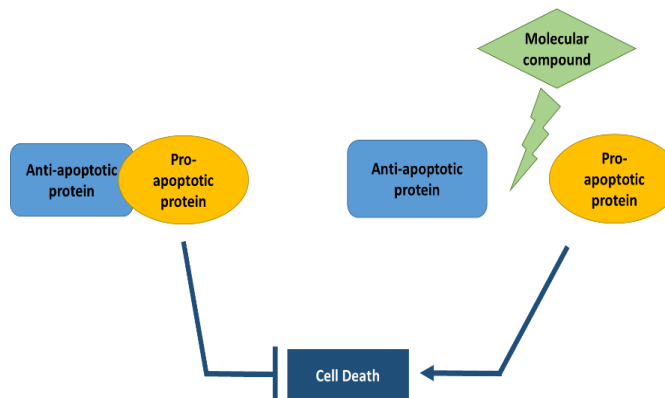 Molecular
compound
Anti-apoptotic
protein
Pro-
apoptotic
protein
Anti-apoptotic
protein
Pro-
apoptotic
protein
Cell Death